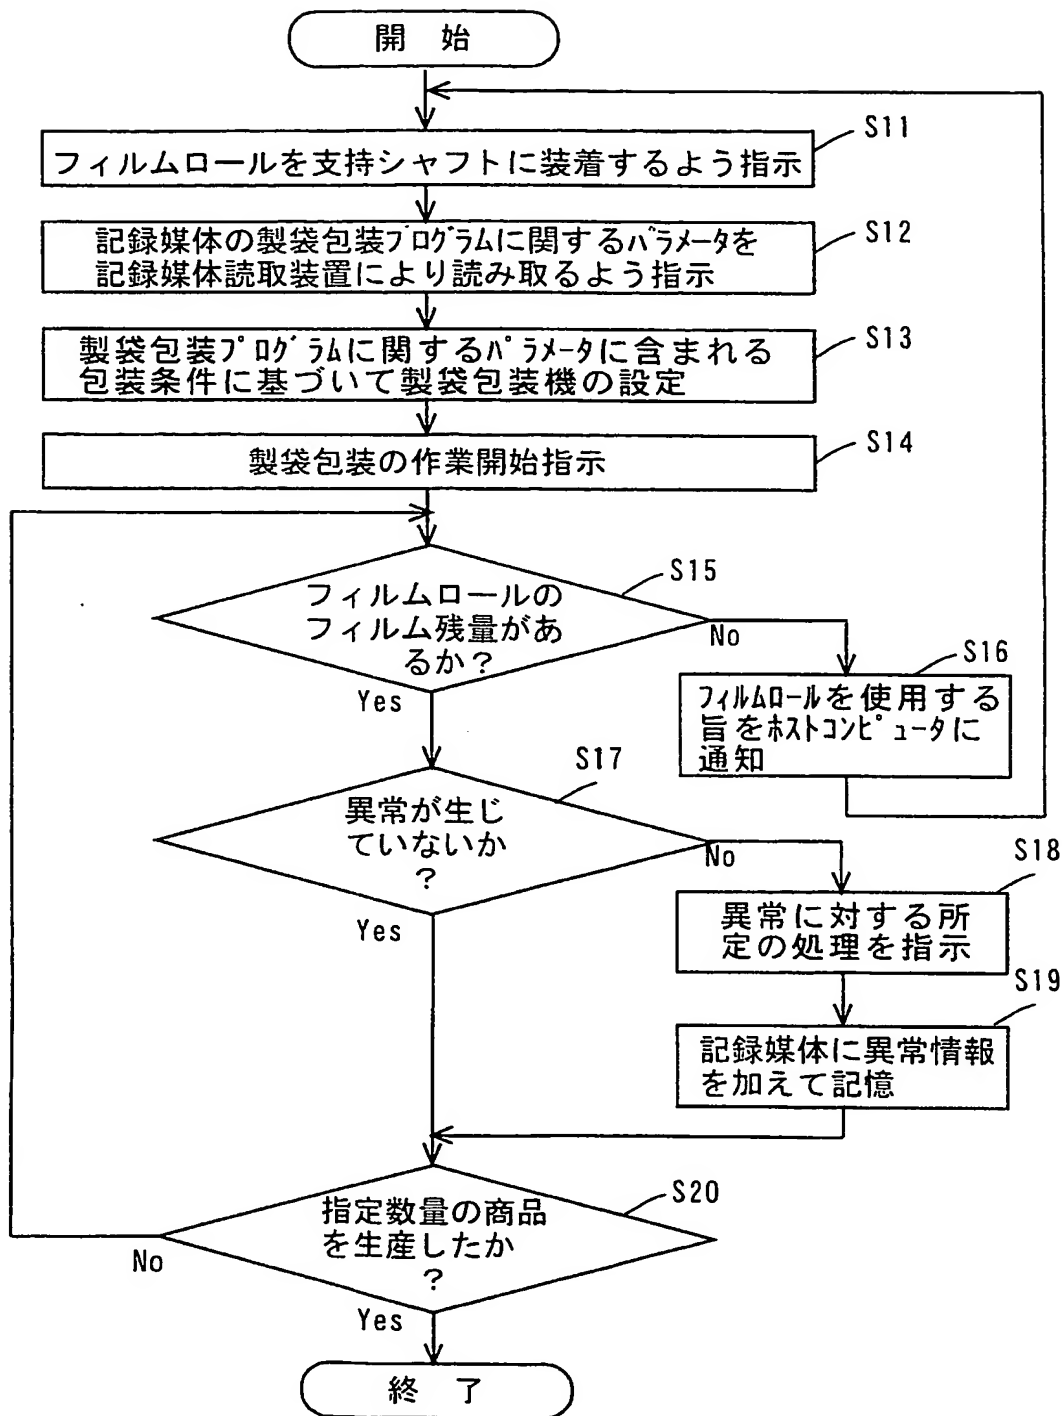 開 始
S11
フィルムロールを支持シャフトに装着するよう指示
S12
記録媒体の製袋包装プログラムに関するパラメータを
記録媒体読取装置により読み取るよう指示
S13
製袋包装プログラムに関するパラメータに含まれる
包装条件に基づいて製袋包装機の設定
S14
製袋包装の作業開始指示
S15
フィルムロールの
フィルム残量があ
るか?
No
Yes
S16
フィルムロールを使用する
旨をホストコンピュータに
通知
S17
異常が生じ
ていないか
?
No
Yes
S18
異常に対する所
定の処理を指示
S19
記録媒体に異常情報
を加えて記憶
S20
指定数量の商品
を生産したか
?
No
Yes
終 了